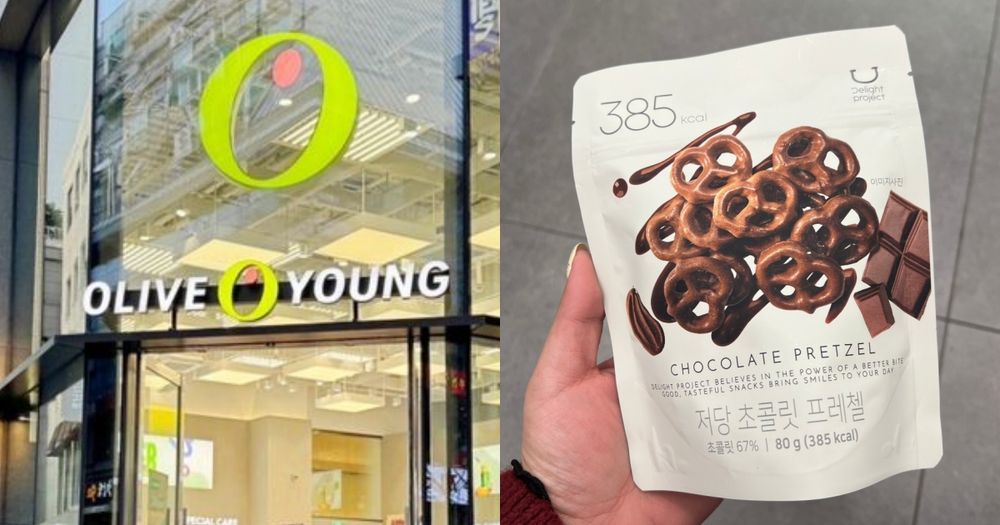 OLIVE YOUNG
SPECIAL CARE
385 kcal
Delight
project
이미지사진
CHOCOLATE PRETZEL
DELIGHT PROJECT BELIEVES IN THE POWER OF A BETTER BITE
GOOD, TASTEFUL SNACKS BRING SMILES TO YOUR DAY
저당 초콜릿 프레첼
초콜릿 67% | 80 g (385 kcal)